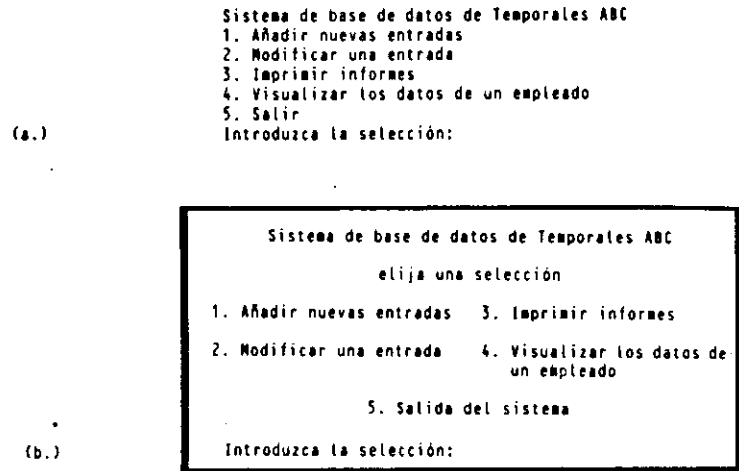 Sistema de base de datos de Temporales ABC
1. Añadir nuevas entradas
2. Modificar una entrada
3. Imprimir informes
4. Visualizar los datos de un empleado
5. Salir
(a.) Introduzca la selección:
Sistema de base de datos de Temporales ABC
elija una selección
1. Añadir nuevas entradas 3. Imprimir informes
2. Modificar una entrada 4. Visualizar los datos de
un empleado
5. Salida del sistema
(b.) Introduzca la selección: